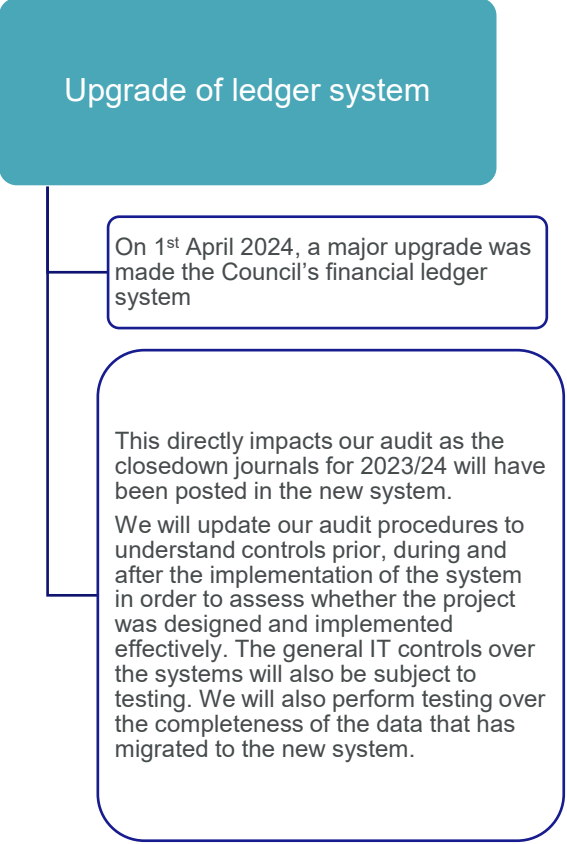 Upgrade of ledger system
On 1st April 2024, a major upgrade was
made the Council's financial ledger
system
This directly impacts our audit as the
closedown journals for 2023/24 will have
been posted in the new system.
We will update our audit procedures to
understand controls prior, during and
after the implementation of the system
in order to assess whether the project
was designed and implemented
effectively. The general IT controls over
the systems will also be subject to
testing. We will also perform testing over
the completeness of the data that has
migrated to the new system.